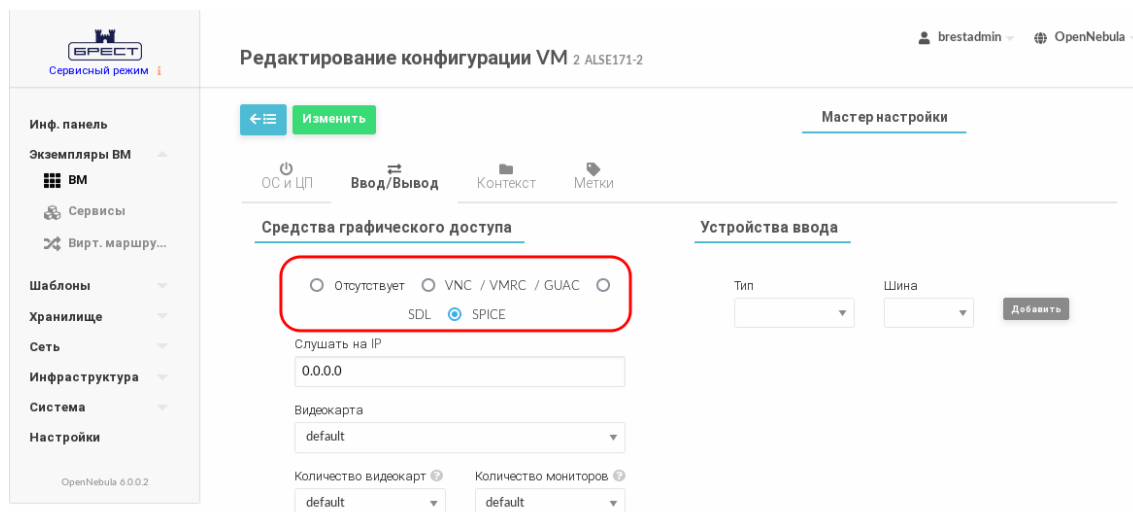 БРЕСТ
Сервисный режим i
Инф. панель
Экземпляры ВМ
ВМ
Сервисы
Вирт. маршру...
Шаблоны
Хранилище
Сеть
Инфраструктура
Система
Настройки
OpenNebula 6.0.0.2
Редактирование конфигурации VM 2 ALSE171-2
brestadmin OpenNebula
Изменить
Мастер настройки
ОС и ЦП Ввод/Вывод Контекст Метки
Средства графического доступа
Отсутствует VNC / VMRC / GUAC
SDL SPICE
Слушать на IP
0.0.0.0
Видеокарта
default
Количество видеокарт ? Количество мониторов ?
default default
Устройства ввода
Тип Шина
Добавить